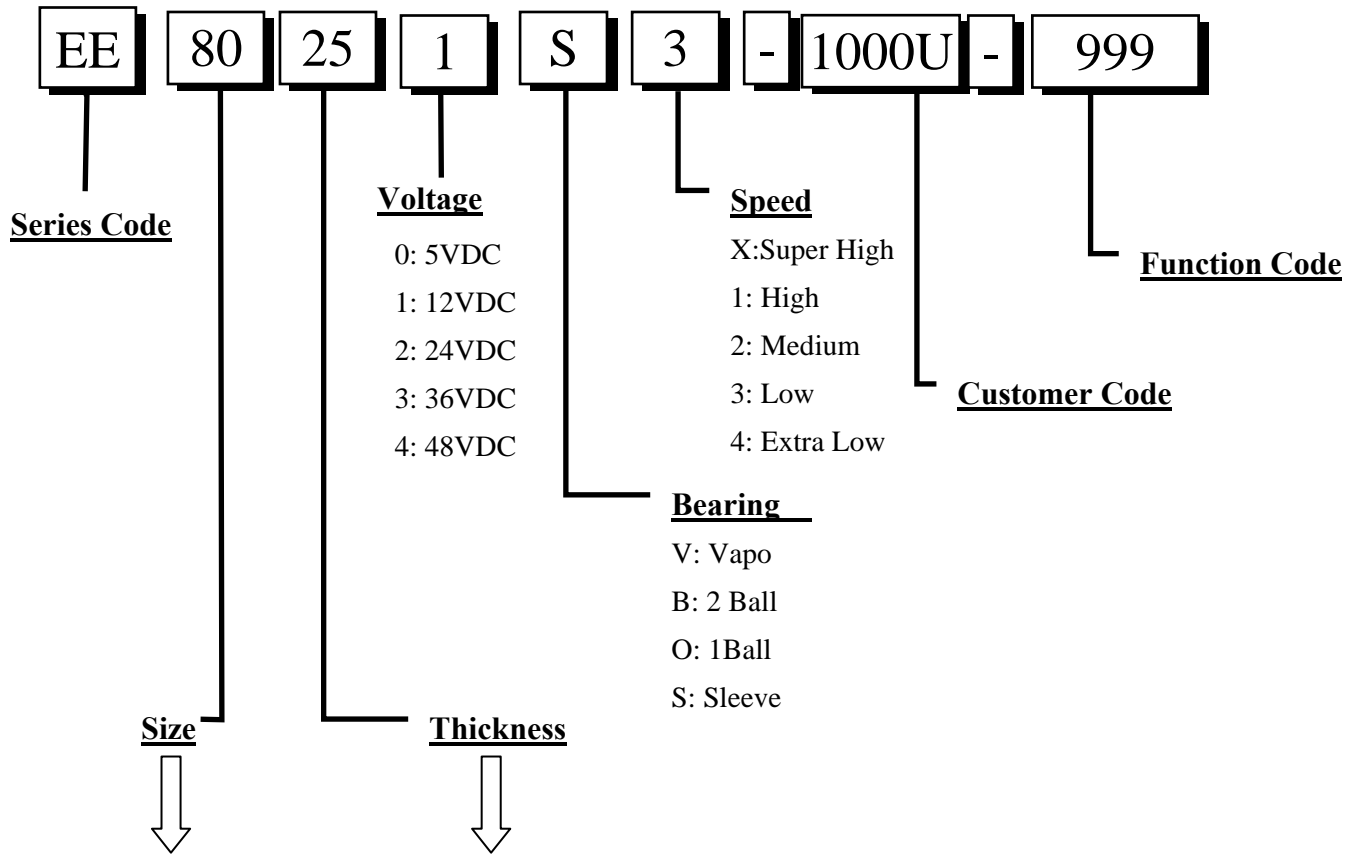 EE 80 25 1 S 3 - 1000U - 999
Series Code
Voltage
0: 5VDC
1: 12VDC
2: 24VDC
3: 36VDC
4: 48VDC
Speed
X:Super High
1: High
2: Medium
3: Low
4: Extra Low
Function Code
Customer Code
Bearing
V: Vapo
B: 2 Ball
O: 1Ball
S: Sleeve
Size
Thickness